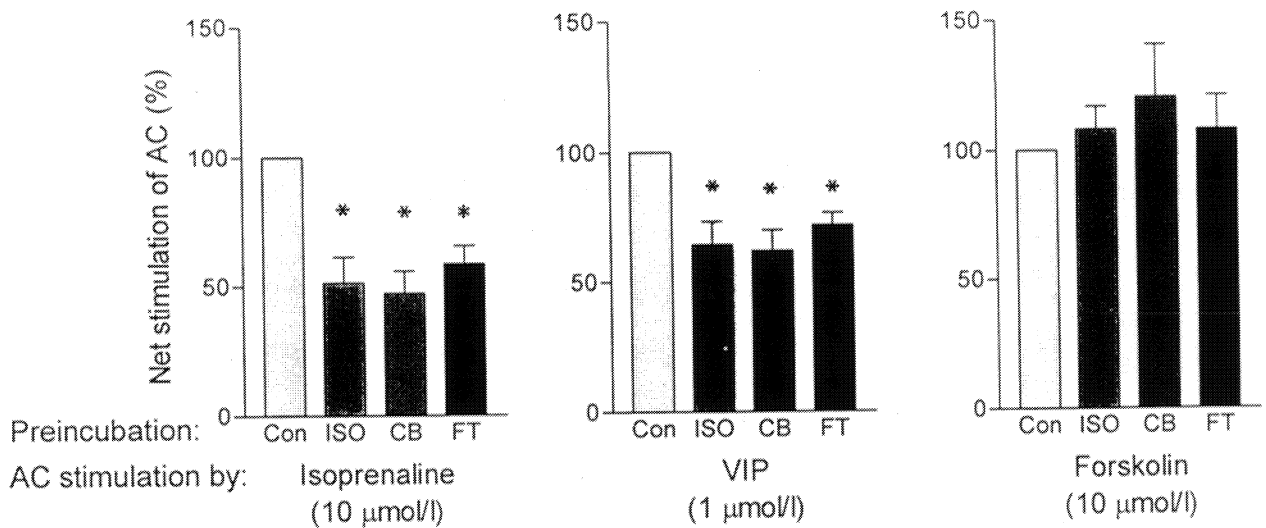 Net stimulation of AC (%)
150
100
50
0
* * *
150
100
50
0
* * *
150
100
50
0
Preincubation: Con ISO CB FT Con ISO CB FT Con ISO CB FT
AC stimulation by: Isoprenaline VIP Forskolin
(10 μmol/l) (1 μmol/l) (10 μmol/l)